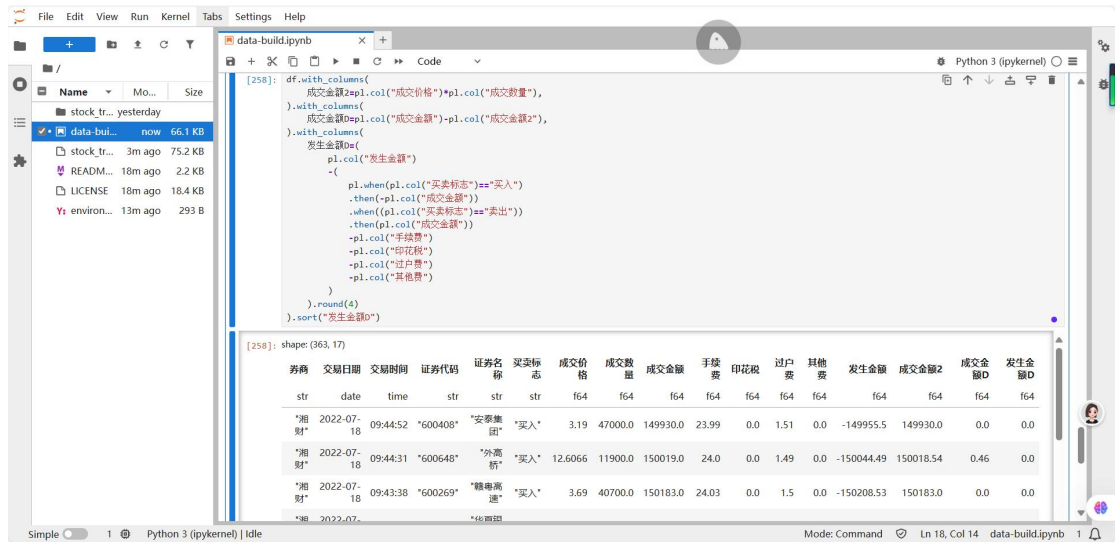 File Edit View Run Kernel Tabs Settings Help
data-build.ipynb
Code
Python 3 (ipykernel)
/
Name Mo... Size
stock_tr... yesterday
data-bui... now 66.1 KB
stock_tr... 3m ago 75.2 KB
READM... 18m ago 2.2 KB
LICENSE 18m ago 18.4 KB
Y: environ... 13m ago 293 B
[258]: df.with_columns(
成交金额2=pl.col("成交价格")*pl.col("成交数量"),
).with_columns(
成交金额D=pl.col("成交金额")-pl.col("成交金额2"),
).with_columns(
发生金额D=(
pl.col("发生金额")
-(
pl.when(pl.col("买卖标志")=="买入")
.then(-pl.col("成交金额"))
.when((pl.col("买卖标志")=="卖出"))
.then(pl.col("成交金额"))
-pl.col("手续费")
-pl.col("印花税")
-pl.col("过户费")
-pl.col("其他费")
)
).round(4)
).sort("发生金额D")
[258]: shape: (363, 17)
券商 交易日期 交易时间 证券代码 证券名称 买卖标志 成交价格 成交数量 成交金额 手续费 印花税 过户费 其他费 发生金额 成交金额2 成交金额D 发生金额D
str date time str str str f64 f64 f64 f64 f64 f64 f64 f64 f64 f64 f64
"湘财" 2022-07-18 09:44:52 "600408" "安泰集团" "买入" 3.19 47000.0 149930.0 23.99 0.0 1.51 0.0 -149955.5 149930.0 0.0 0.0
"湘财" 2022-07-18 09:44:31 "600648" "外高桥" "买入" 12.6066 11900.0 150019.0 24.0 0.0 1.49 0.0 -150044.49 150018.54 0.46 0.0
"湘财" 2022-07-18 09:43:38 "600269" "赣粤高速" "买入" 3.69 40700.0 150183.0 24.03 0.0 1.5 0.0 -150208.53 150183.0 0.0 0.0
2022-07-
Simple 1 Python 3 (ipykernel) | Idle Mode: Command Ln 18, Col 14 data-build.ipynb 1